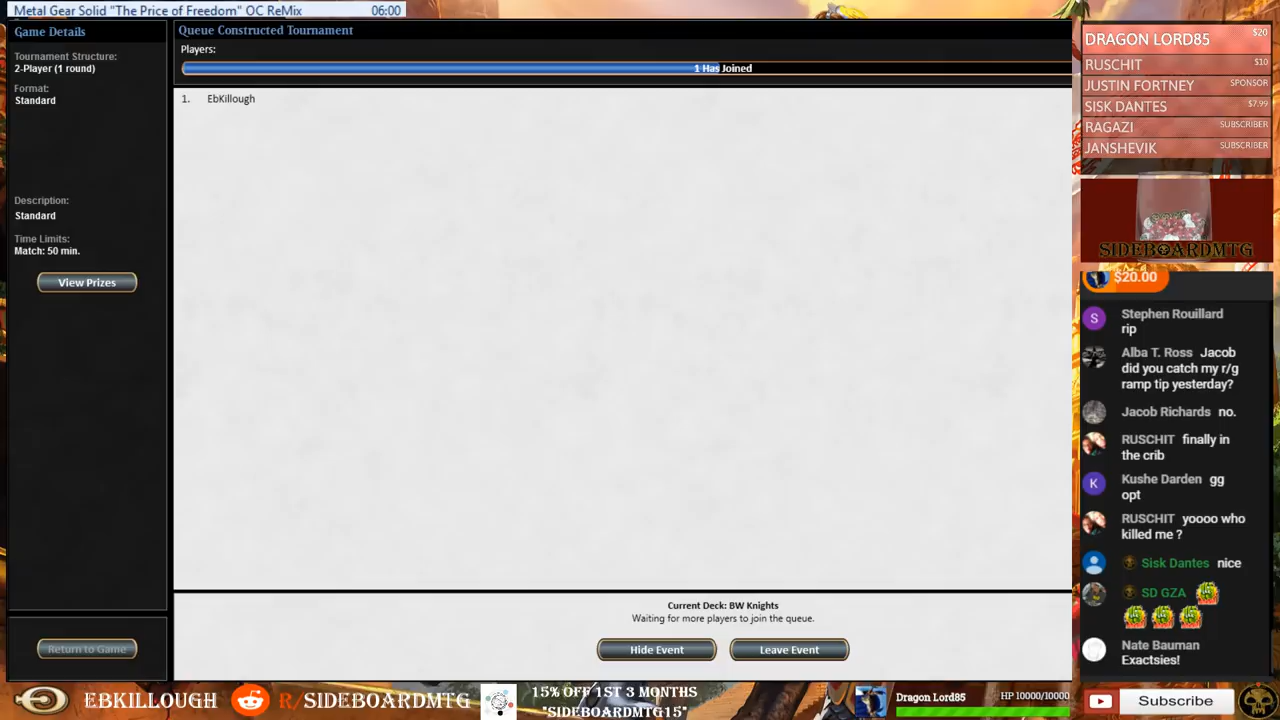 Metal Gear Solid "The Price of Freedom" OC ReMix 06:00
Game Details
Tournament Structure:
2 Player (1 round)
Format:
Standard
Description:
Standard
Time Limits:
Match: 50 min.
View Prizes
Return to Game
Queue Constructed Tournament
Players:
1 Has Joined
1. EbKillough
Current Deck: BW Knights
Waiting for more players to join the queue.
Hide Event
Leave Event
DRAGON LORD85 $20
RUSCHIT $10
JUSTIN FORTNEY SPONSOR
SISK DANTES $7.99
RAGAZI SUBSCRIBER
JANSHEVIK SUBSCRIBER
SIDEBOARDMTG
$20.00
Stephen Rouillard
rip
Alba T. Ross Jacob
did you catch my r/g
ramp tip yesterday?
Jacob Richards no.
RUSCHIT finally in
the crib
Kushe Darden gg
opt
RUSCHIT yoooo who
killed me ?
Sisk Dantes nice
SD GZA
Nate Bauman
Exactsies!
EBKILLOUGH
R/SIDEBOARDMTG
15% OFF 1ST 3 MONTHS
"SIDEBOARDMTG15"
Dragon Lord85 HP 10000/10000
Subscribe